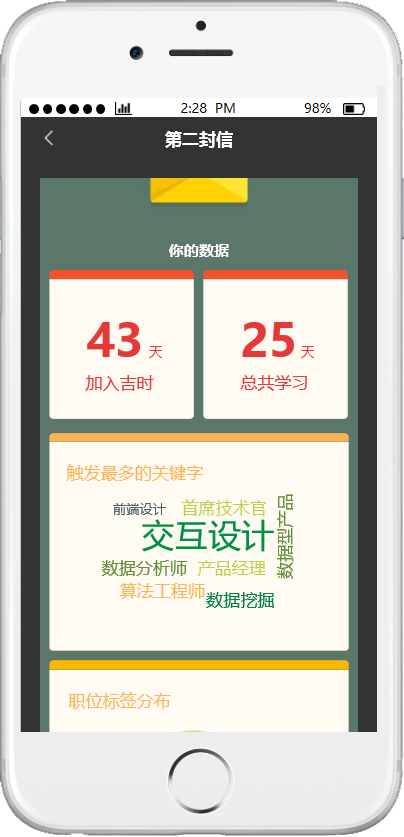 2:28 PM 98%
第二封信
你的数据
43 天
加入吉时
25 天
总共学习
触发最多的关键字
前端设计 首席技术官
交互设计
数据型产品
数据分析师 产品经理
算法工程师 数据挖掘
职位标签分布